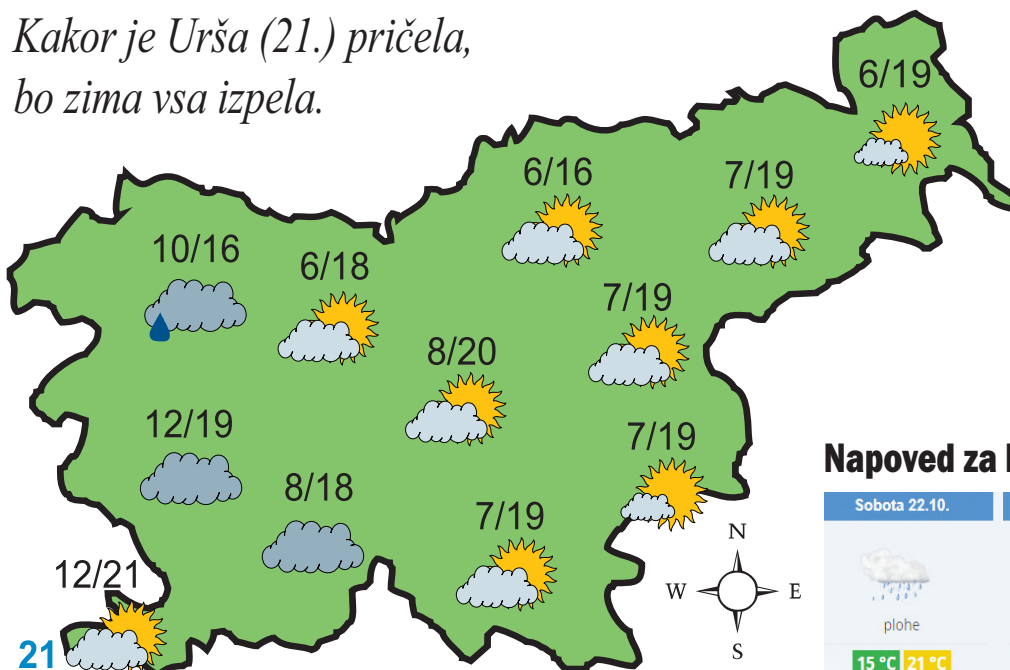 Kakor je Urša (21.) pričela,
bo zima vsa izpela.
6/19
6/16
7/19
10/16
6/18
7/19
8/20
12/19
7/19
8/18
7/19
12/21
21
N
W
E
S
Napoved za
Sobota 22.10.
plohe
15 °C 21 °C